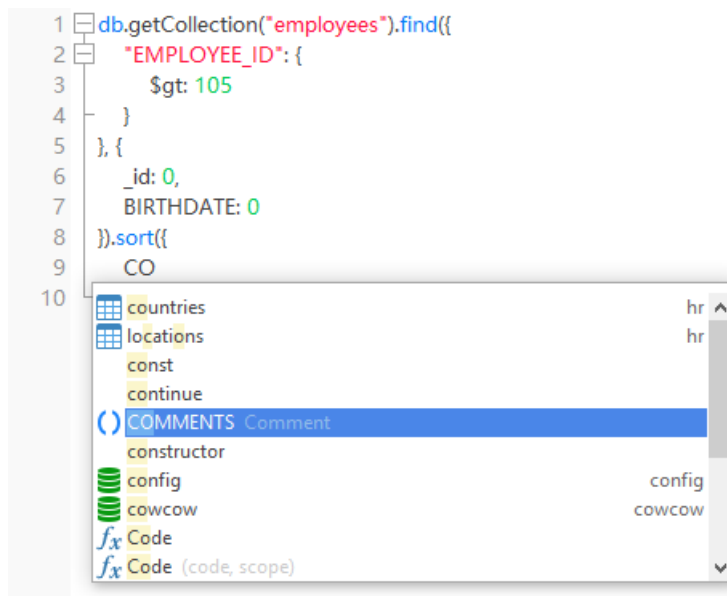 1 db.getCollection("employees").find({
2 "EMPLOYEE_ID": {
3 $gt: 105
4 }
5 }, {
6 _id: 0,
7 BIRTHDATE: 0
8 }).sort({
9 CO
10
countries hr
locations hr
const
continue
() COMMENTS Comment
constructor
config config
cowcow cowcow
fx Code
fx Code (code, scope)